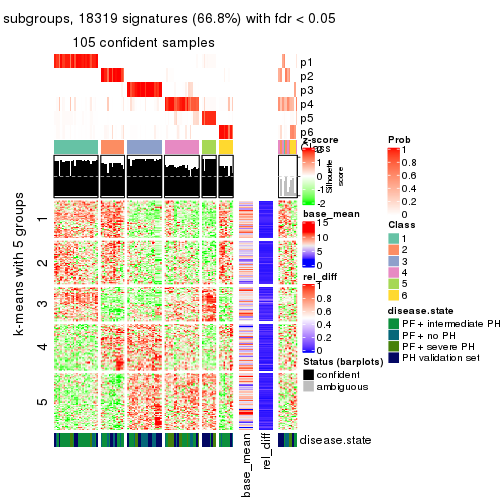 subgroups, 18319 signatures (66.8%) with fdr < 0.05
105 confident samples
p1
p2
p3
p4
p5
p6
Class
Silhouette
score
1
2
3
4
5
k-means with 5 groups
disease.state
base_mean
rel_diff
z-score
2
1
0
-1
-2
base_mean
15
10
5
0
rel_diff
1
0.8
0.6
0.4
0.2
0
Status (barplots)
confident
ambiguous
Prob
1
0.8
0.6
0.4
0.2
0
Class
1
2
3
4
5
6
disease.state
PF+ intermediate PH
PF+ no PH
PF+ severe PH
PH validation set